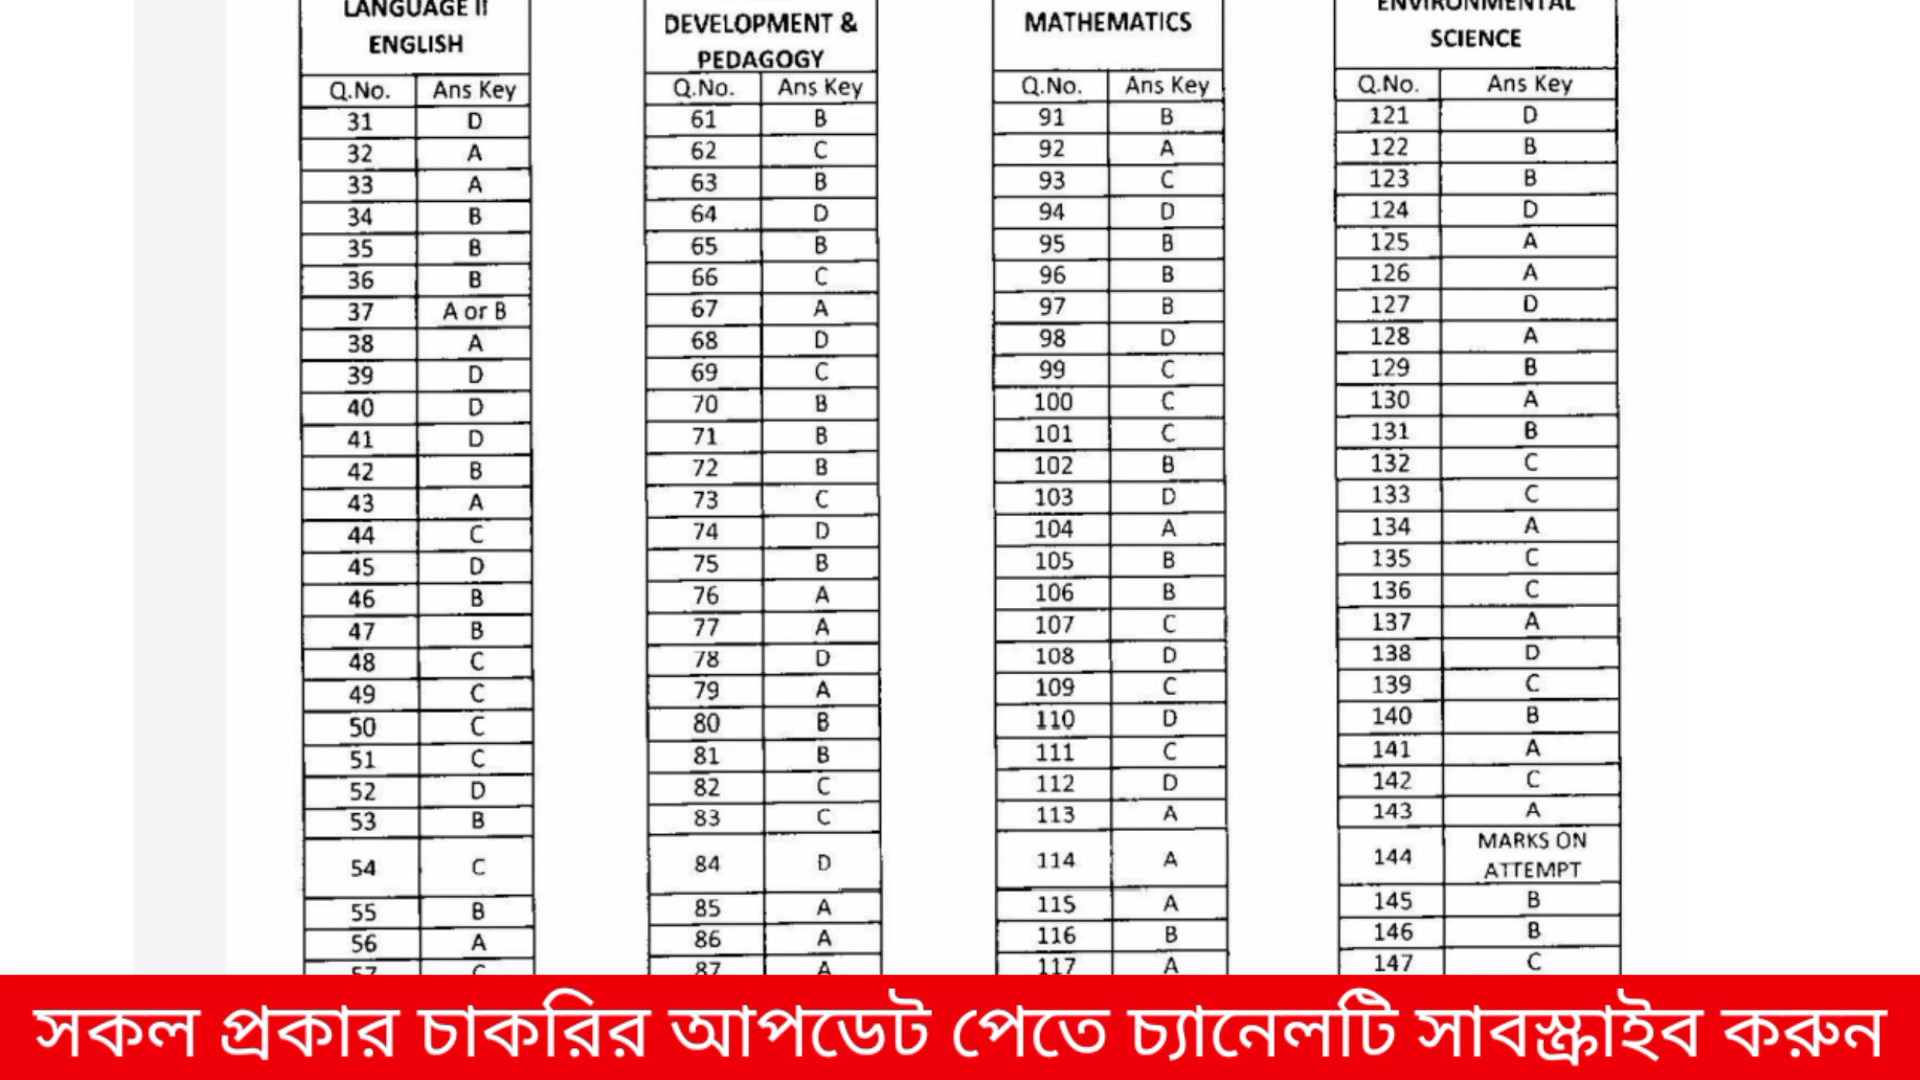 LANGUAGE II
ENGLISH
Q.No. Ans Key
31 D
32 A
33 A
34 B
35 B
36 B
37 A or B
38 A
39 D
40 D
41 D
42 B
43 A
44 C
45 D
46 B
47 B
48 C
49 C
50 C
51 C
52 D
53 B
54 C
55 B
56 A
57 C
DEVELOPMENT &
PEDAGOGY
Q.No. Ans Key
61 B
62 C
63 B
64 D
65 B
66 C
67 A
68 D
69 C
70 B
71 B
72 B
73 C
74 D
75 B
76 A
77 A
78 D
79 A
80 B
81 B
82 C
83 C
84 D
85 A
86 A
87 A
MATHEMATICS
Q.No. Ans Key
91 B
92 A
93 C
94 D
95 B
96 B
97 B
98 D
99 C
100 C
101 C
102 B
103 D
104 A
105 B
106 B
107 C
108 D
109 C
110 D
111 C
112 D
113 A
114 A
115 A
116 B
117 A
ENVIRONMENTAL
SCIENCE
Q.No. Ans Key
121 D
122 B
123 B
124 D
125 A
126 A
127 D
128 A
129 B
130 A
131 B
132 C
133 C
134 A
135 C
136 C
137 A
138 D
139 C
140 B
141 A
142 C
143 A
144 MARKS ON
ATTEMPT
145 B
146 B
147 C
সকল প্রকার চাকরির আপডেট পেতে চ্যানেলটি সাবস্ক্রাইব করুন